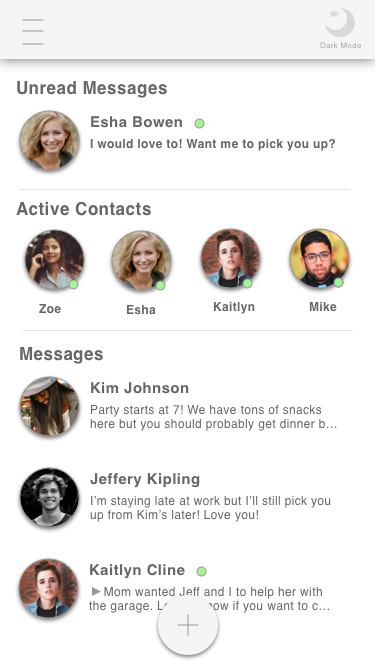 Dark Mode
Unread Messages
Esha Bowen
I would love to! Want me to pick you up?
Active Contacts
Zoe
Esha
Kaitlyn
Mike
Messages
Kim Johnson
Party starts at 7! We have tons of snacks
here but you should probably get dinner b...
Jeffery Kipling
I'm staying late at work but I'll still pick you
up from Kim's later! Love you!
Kaitlyn Cline
Mom wanted Jeff and I to help her with
the garage. if you want to c...